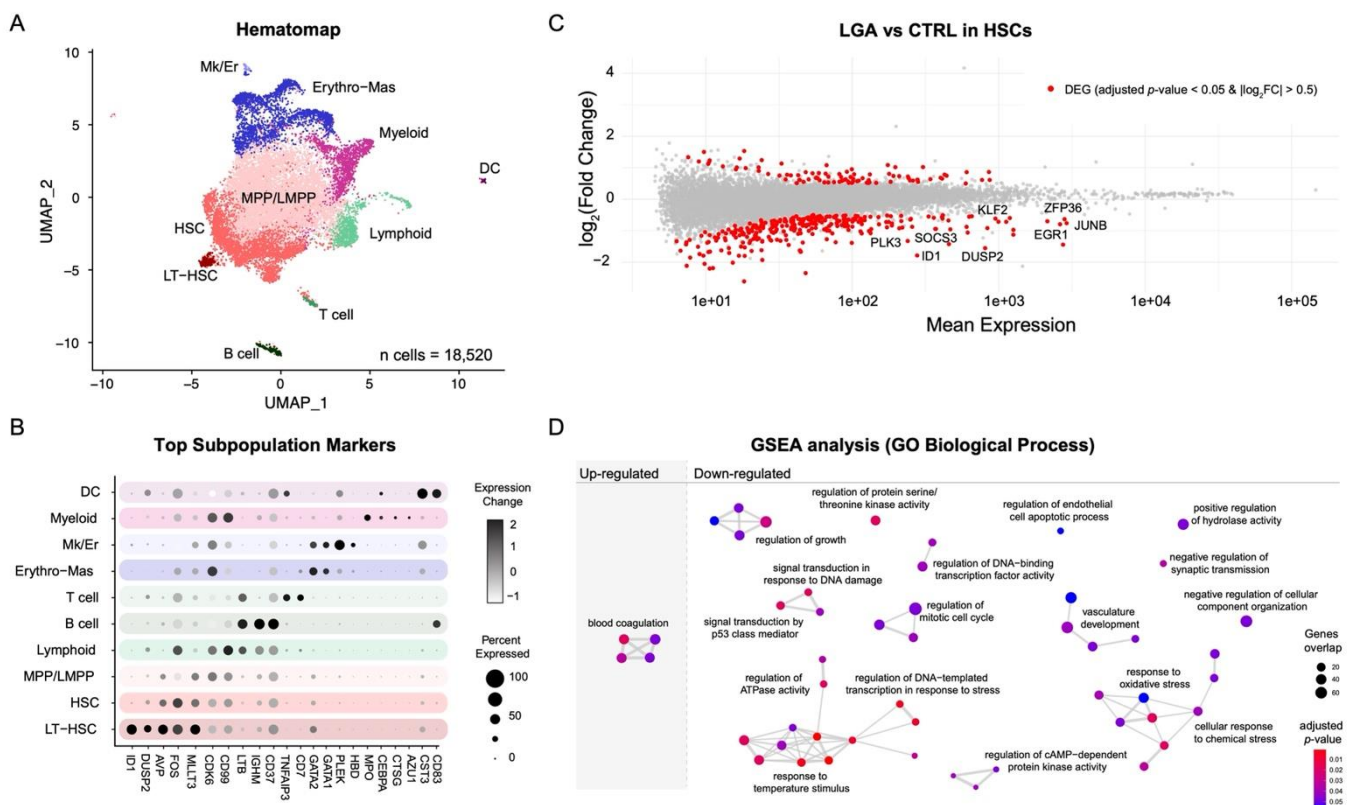 A
Hematomap
10
5
0
−5
−10
UMAP_2
Mk/Er
Erythro−Mas
Myeloid
DC
MPP/LMPP
HSC
Lymphoid
LT−HSC
T cell
B cell
n cells = 18,520
−10
−5
0
5
10
UMAP_1
C
LGA vs CTRL in HSCs
4
2
0
−2
log2(Fold Change)
DEG (adjusted p-value < 0.05 & |log2FC| > 0.5)
KLF2
ZFP36
JUNB
EGR1
PLK3
SOCS3
ID1
DUSP2
1e+01
1e+02
1e+03
1e+04
1e+05
Mean Expression
B
Top Subpopulation Markers
DC
Myeloid
Mk/Er
Erythro−Mas
T cell
B cell
Lymphoid
MPP/LMPP
HSC
LT−HSC
ID1
DUSP2
AVP
FOS
MLLT3
CDK6
CD99
LTB
IGHM
CD37
TNFAIP3
CD7
GATA2
GATA1
PLEK
HBD
MPO
CEBPA
CTSG
AZU1
CST3
CD83
Expression
Change
2
1
0
−1
Percent
Expressed
100
50
0
D
GSEA analysis (GO Biological Process)
Up-regulated
Down-regulated
blood coagulation
regulation of growth
regulation of protein serine/
threonine kinase activity
regulation of endothelial
cell apoptotic process
positive regulation
of hydrolase activity
regulation of DNA−binding
transcription factor activity
negative regulation of
synaptic transmission
signal transduction in
response to DNA damage
signal transduction by
p53 class mediator
regulation of
mitotic cell cycle
vasculature
development
negative regulation of cellular
component organization
regulation of
ATPase activity
regulation of DNA−templated
transcription in response to stress
response to
oxidative stress
cellular response to
chemical stress
response to
temperature stimulus
regulation of cAMP−dependent
protein kinase activity
Genes
overlap
20
40
60
adjusted
p-value
0.01
0.02
0.03
0.04
0.05